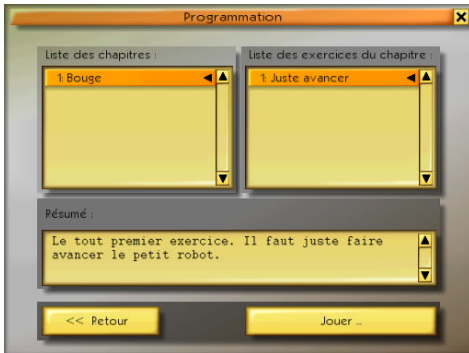 Programmation
Liste des chapitres :
Liste des exercices du chapitre :
1: Bouge
1: Juste avancer
Résumé :
Le tout premier exercice. Il faut juste faire
avancer le petit robot.
<< Retour
Jouer ..